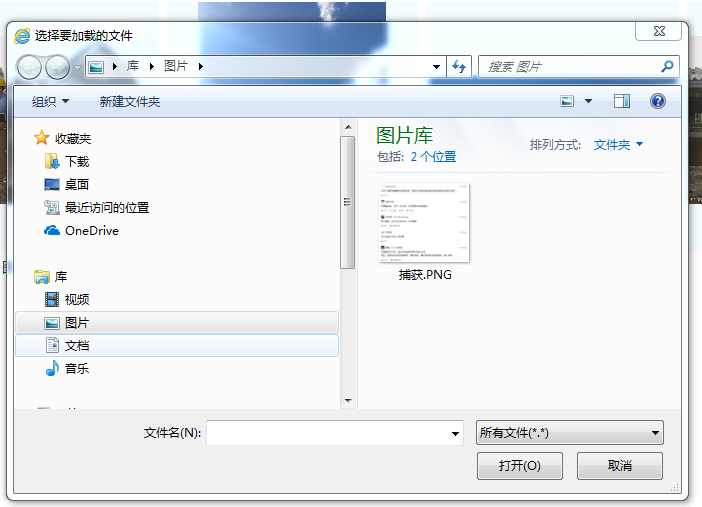 选择要加载的文件
库 图片
搜索 图片
组织 新建文件夹
收藏夹
下载
桌面
最近访问的位置
OneDrive
库
视频
图片
文档
音乐
图片库
包括: 2 个位置
排列方式: 文件夹
捕获.PNG
文件名(N):
所有文件(*.*)
打开(O)
取消